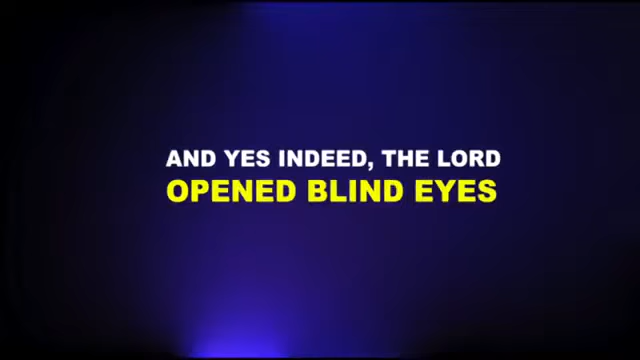 AND YES INDEED, THE LORD
OPENED BLIND EYES